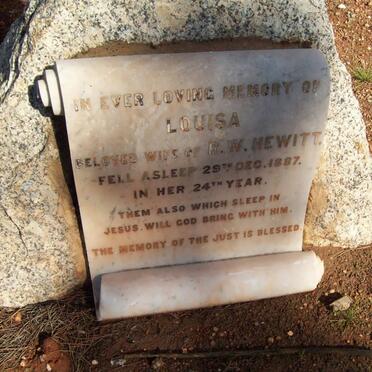 IN EVER LOVING MEMORY OF
LOUISA
BELOVED WIFE OF R.W. HEWITT.
FELL ASLEEP 29TH DEC. 1887.
IN HER 24TH YEAR.
THEM ALSO WHICH SLEEP IN
JESUS. WILL GOD BRING WITH HIM.
THE MEMORY OF THE JUST IS BLESSED